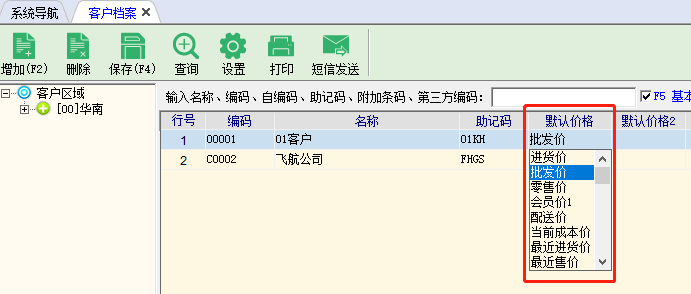 系统导航 客户档案
增加(F2) 删除 保存(F4) 查询 设置 打印 短信发送
客户区域
[00]华南
输入名称、编码、自编码、助记码、附加条码、第三方编码： F5 基本
行号 编码 名称 助记码 默认价格 默认价格2
1 00001 01客户 01KH 批发价
2 C0002 飞航公司 FHGS
进货价
批发价
零售价
会员价1
配送价
当前成本价
最近进货价
最近售价